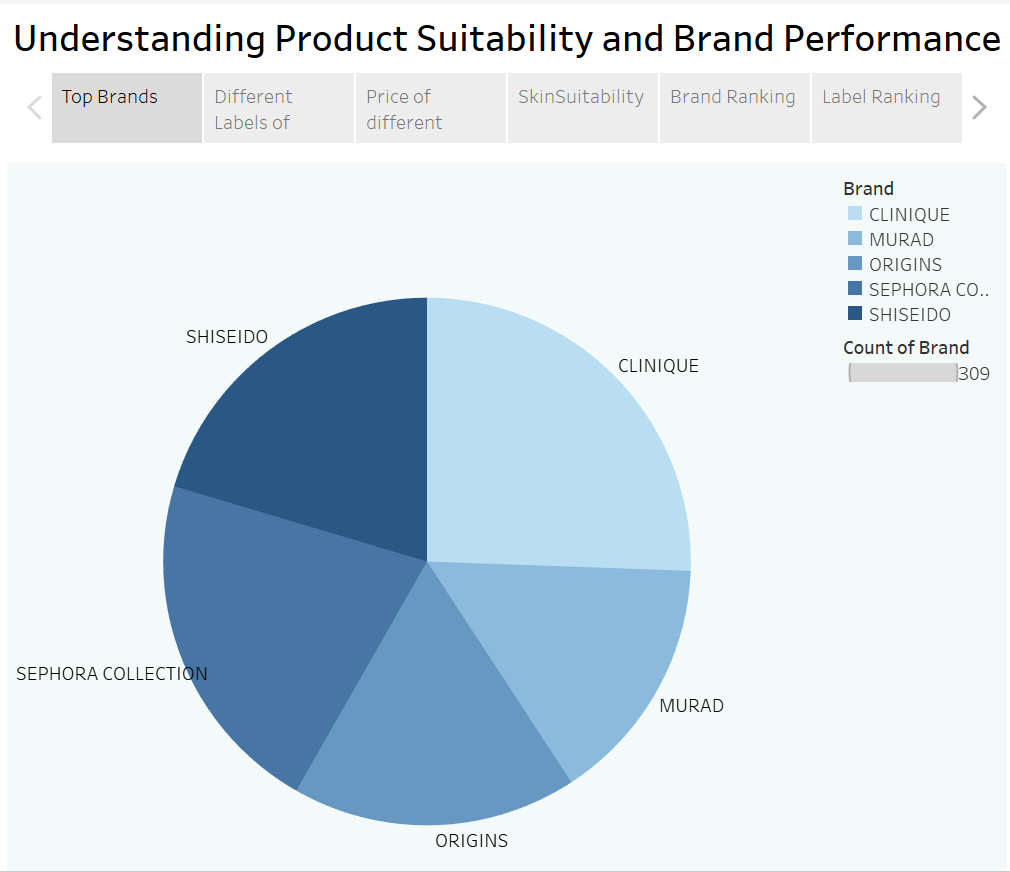 Understanding Product Suitability and Brand Performance
Top Brands
Different
Labels of
Price of
different
SkinSuitability
Brand Ranking
Label Ranking
Brand
CLINIQUE
MURAD
ORIGINS
SEPHORA CO..
SHISEIDO
Count of Brand
309
SHISEIDO
CLINIQUE
SEPHORA COLLECTION
MURAD
ORIGINS